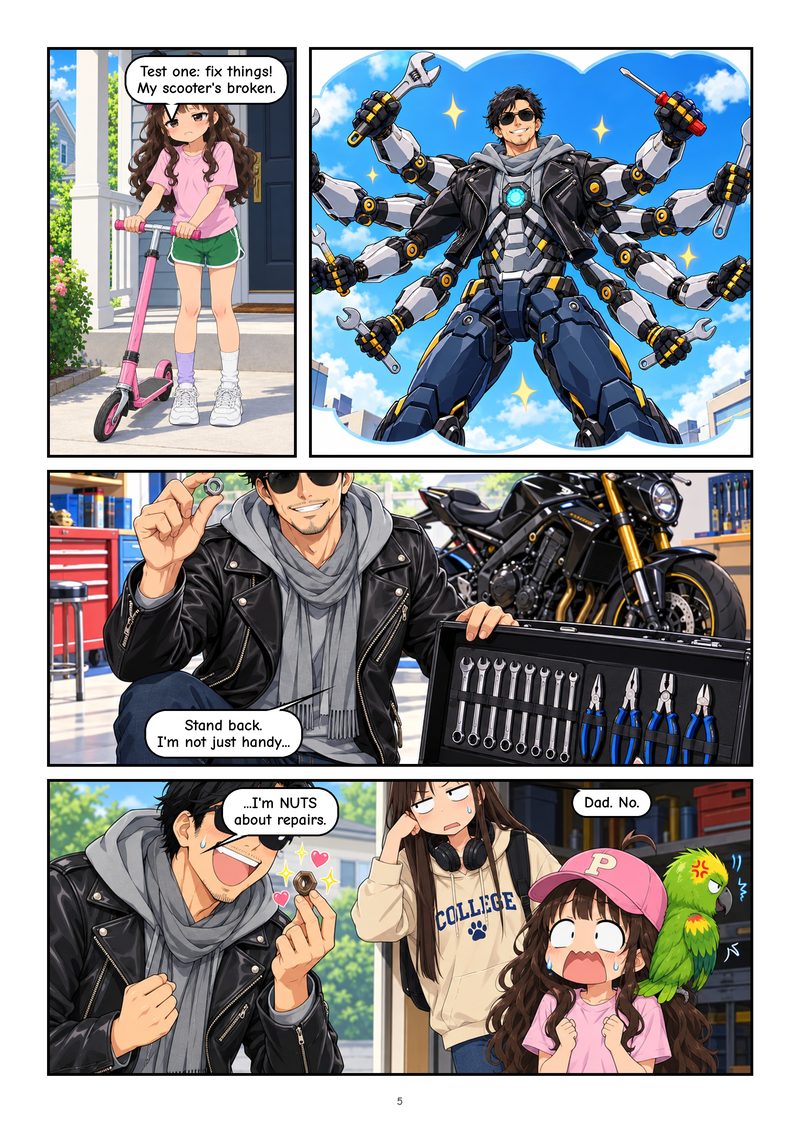 Test one: fix things!
My scooter's broken.
Stand back.
I'm not just handy...
...I'm NUTS
about repairs.
Dad. No.
P
COLLEGE
5